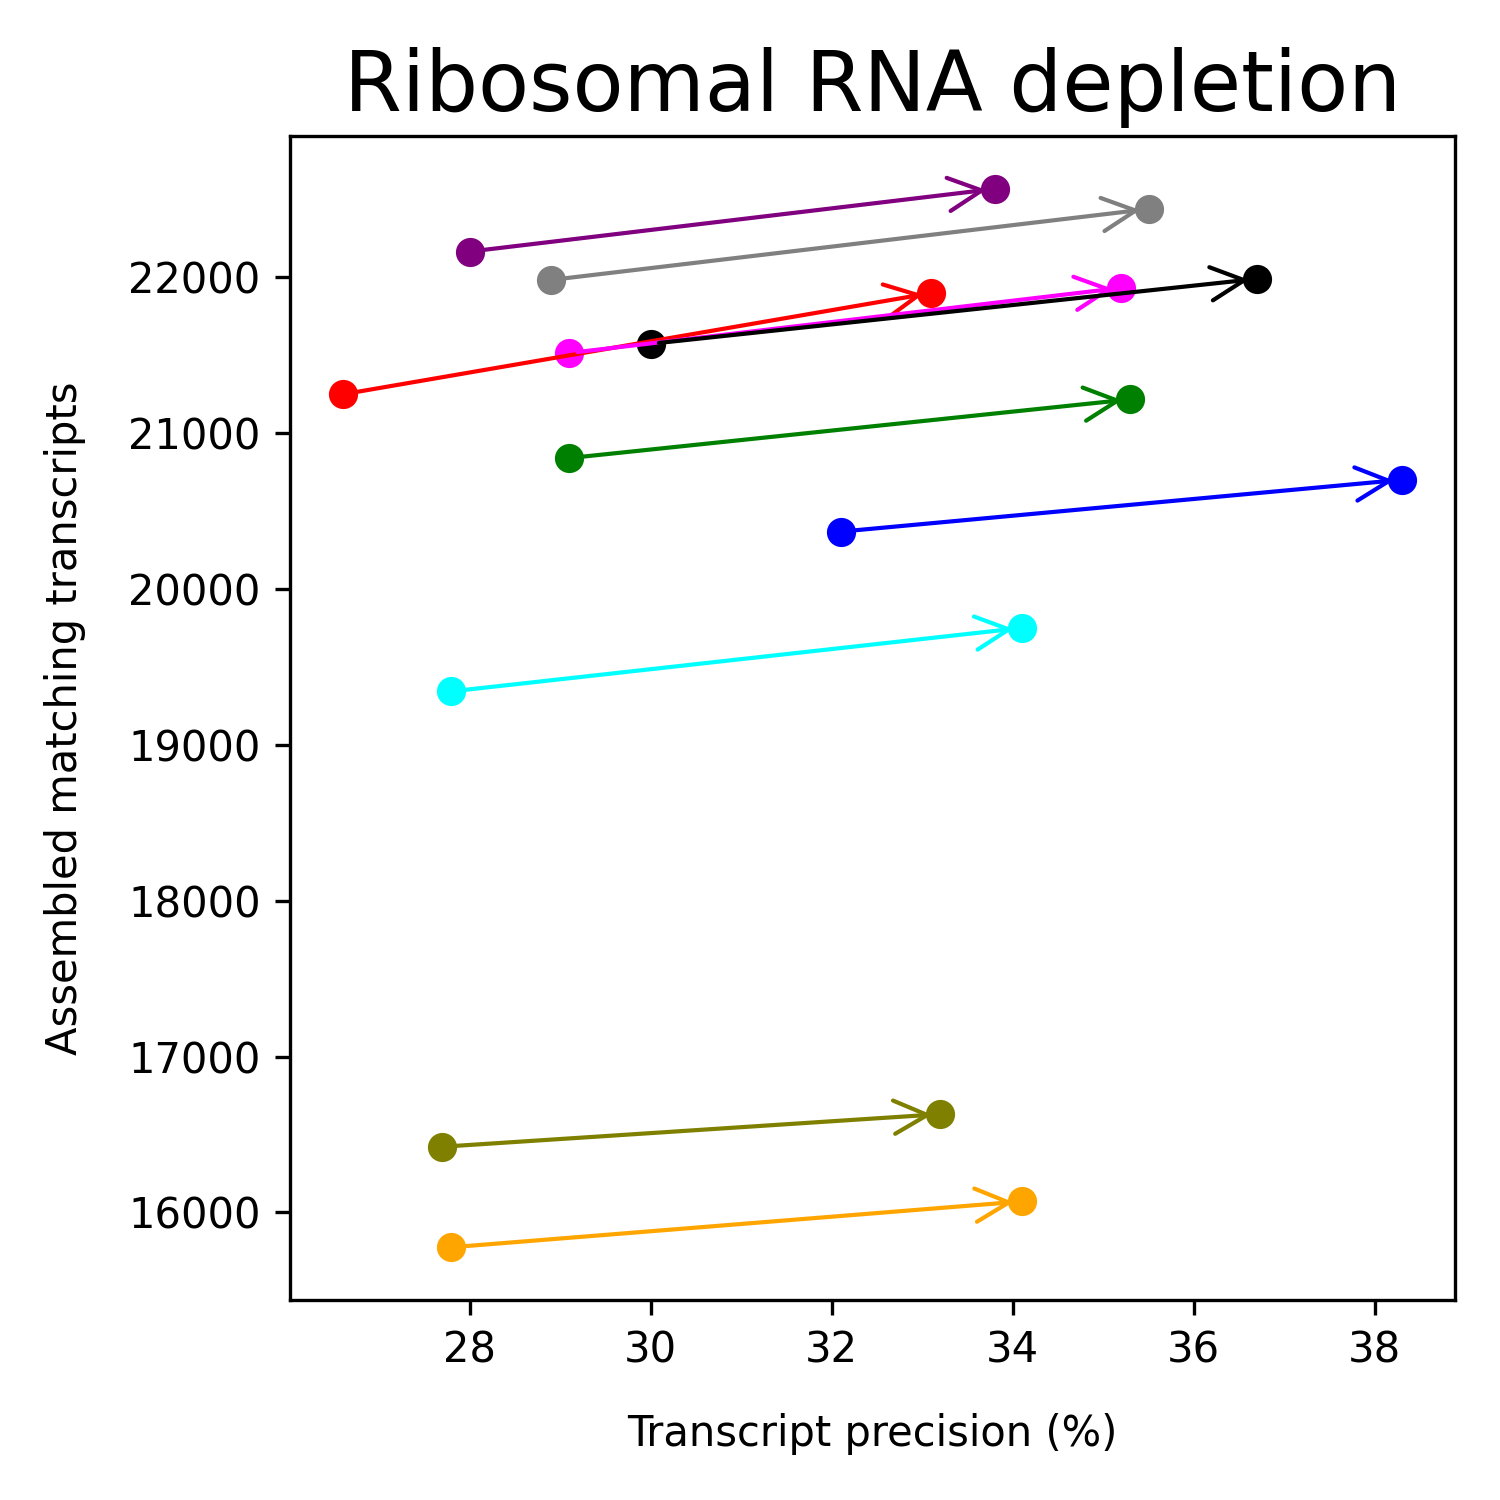 Ribosomal RNA depletion
Assembled matching transcripts
22000
21000
20000
19000
18000
17000
16000
28 30 32 34 36 38
Transcript precision (%)